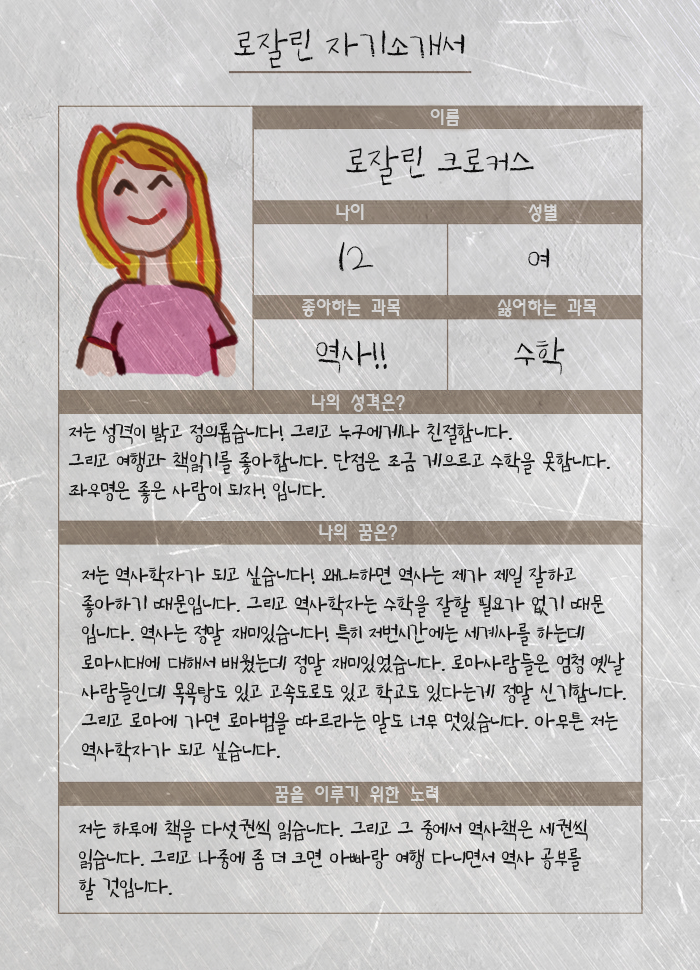 로잘린 자기소개서
이름
로잘린 크로커스
나이
성별
12
여
좋아하는 과목
싫어하는 과목
역사!!
수학
나의 성격은?
저는 성격이 밝고 정의롭습니다! 그리고 누구에게나 친절합니다.
그리고 여행과 책읽기를 좋아합니다. 단점은 조금 게으르고 수학을 못합니다.
좌우명은 좋은 사람이 되자! 입니다.
나의 꿈은?
저는 역사학자가 되고 싶습니다! 왜냐하면 역사는 제가 제일 잘하고
좋아하기 때문입니다. 그리고 역사학자는 수학을 잘할 필요가 없기 때문
입니다. 역사는 정말 재미있습니다! 특히 저번시간에는 세계사를 하는데
로마시대에 대해서 배웠는데 정말 재미있었습니다. 로마사람들은 엄청 옛날
사람들인데 목욕탕도 있고 고속도로도 있고 학교도 있다는게 정말 신기합니다.
그리고 로마에 가면 로마법을 따르라는 말도 너무 멋있습니다. 아무튼 저는
역사학자가 되고 싶습니다.
꿈을 이루기 위한 노력
저는 하루에 책을 다섯권씩 읽습니다. 그리고 그 중에서 역사책은 세권씩
읽습니다. 그리고 나중에 좀 더 크면 아빠랑 여행 다니면서 역사 공부를
할 것입니다.